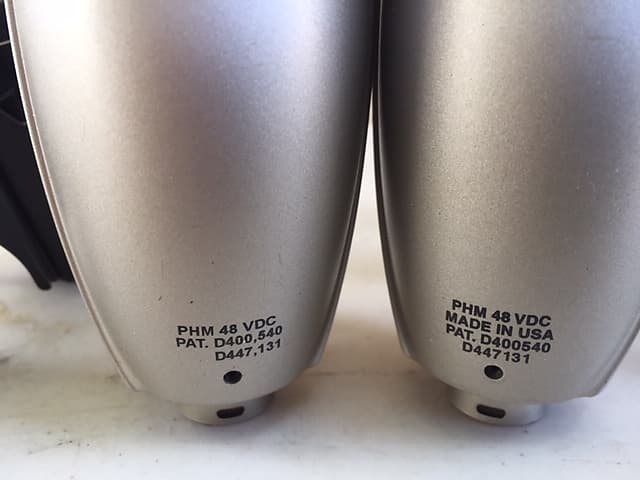 PHM 48 VDC
PAT. D400,540
D447,131
PHM 48 VDC
MADE IN USA
PAT. D400540
D447131